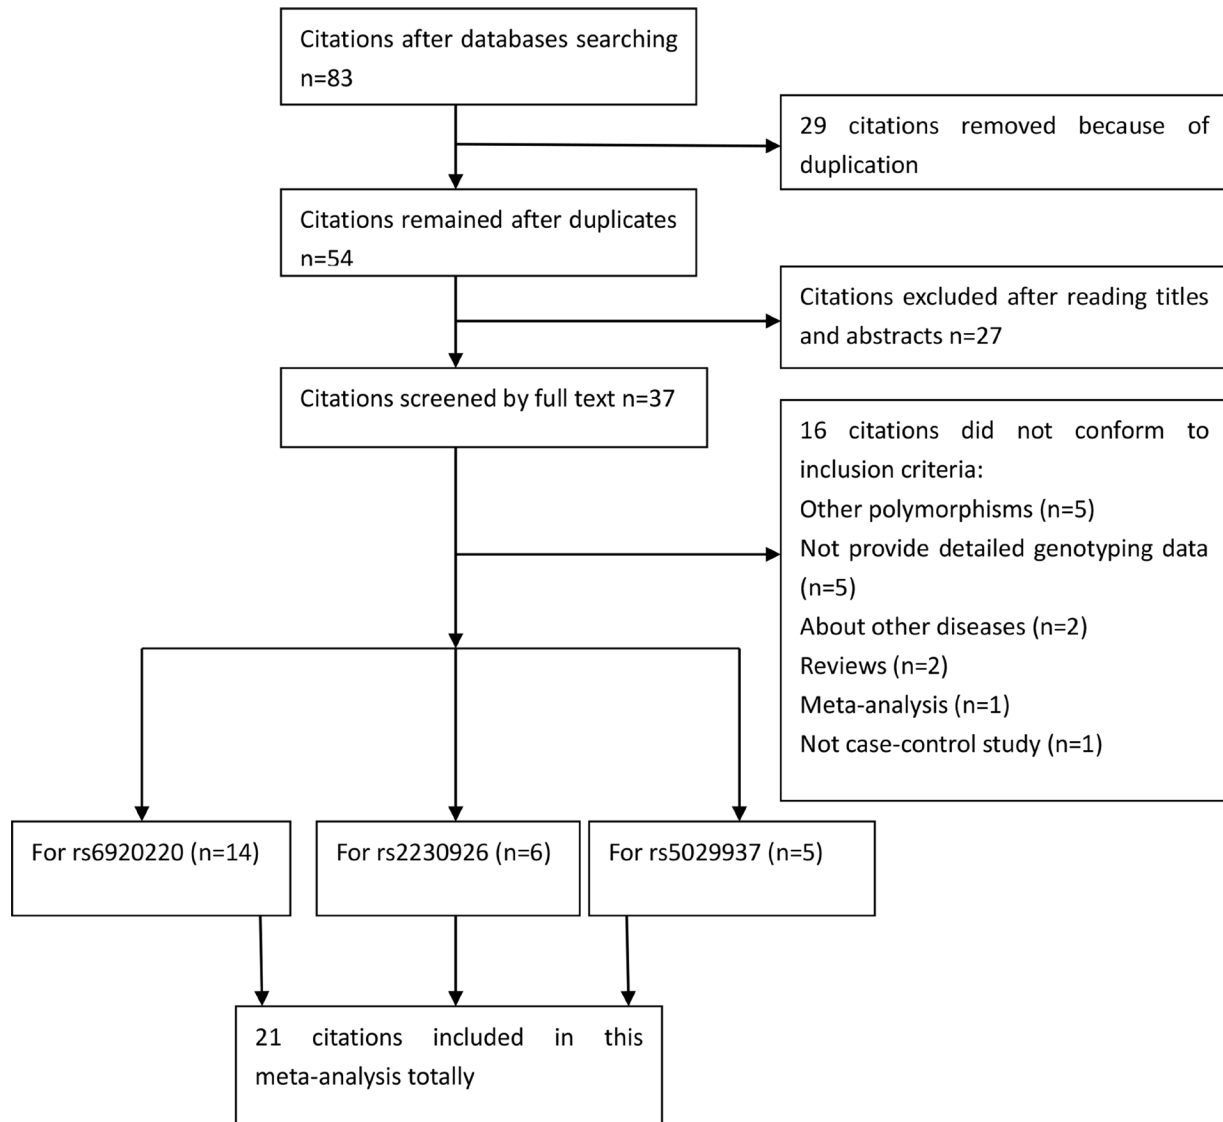 Citations after databases searching
n=83
29 citations removed because of
duplication
Citations remained after duplicates
n=54
Citations excluded after reading titles
and abstracts n=27
Citations screened by full text n=37
16 citations did not conform to
inclusion criteria:
Other polymorphisms (n=5)
Not provide detailed genotyping data
(n=5)
About other diseases (n=2)
Reviews (n=2)
Meta-analysis (n=1)
Not case-control study (n=1)
For rs6920220 (n=14)
For rs2230926 (n=6)
For rs5029937 (n=5)
21 citations included in this
meta-analysis totally